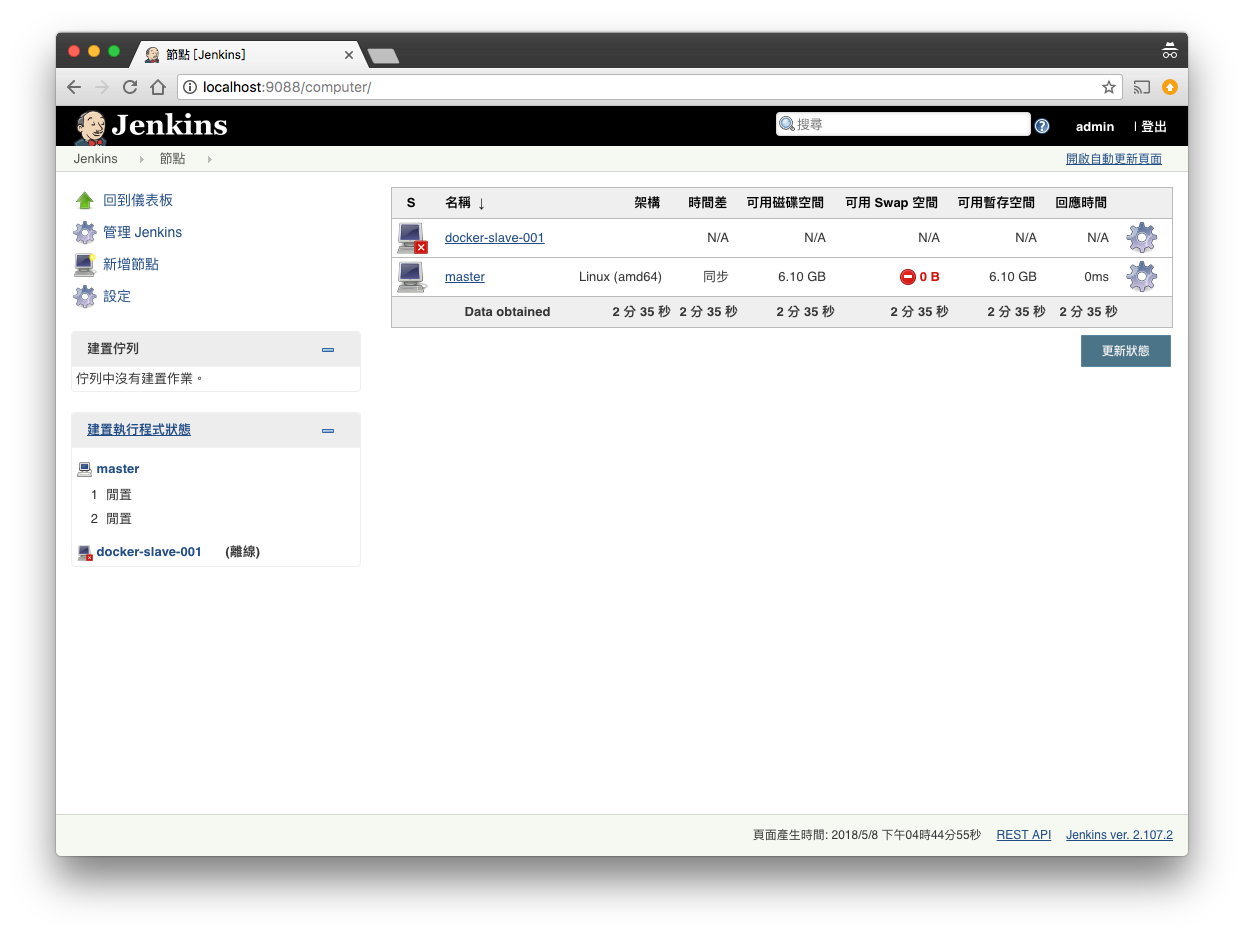 節點 [Jenkins]
localhost:9088/computer/
Jenkins
搜尋
admin
登出
Jenkins 節點
開啟自動更新頁面
回到儀表板
管理 Jenkins
新增節點
設定
建置佇列
佇列中沒有建置作業。
建置執行程式狀態
master
1 閒置
2 閒置
docker-slave-001 (離線)
S 名稱 ↓ 架構 時間差 可用磁碟空間 可用 Swap 空間 可用暫存空間 回應時間
docker-slave-001 N/A N/A N/A N/A N/A
master Linux (amd64) 同步 6.10 GB 0 B 6.10 GB 0ms
Data obtained 2 分 35 秒 2 分 35 秒 2 分 35 秒 2 分 35 秒 2 分 35 秒 2 分 35 秒
更新狀態
頁面產生時間: 2018/5/8 下午04時44分55秒 REST API Jenkins ver. 2.107.2